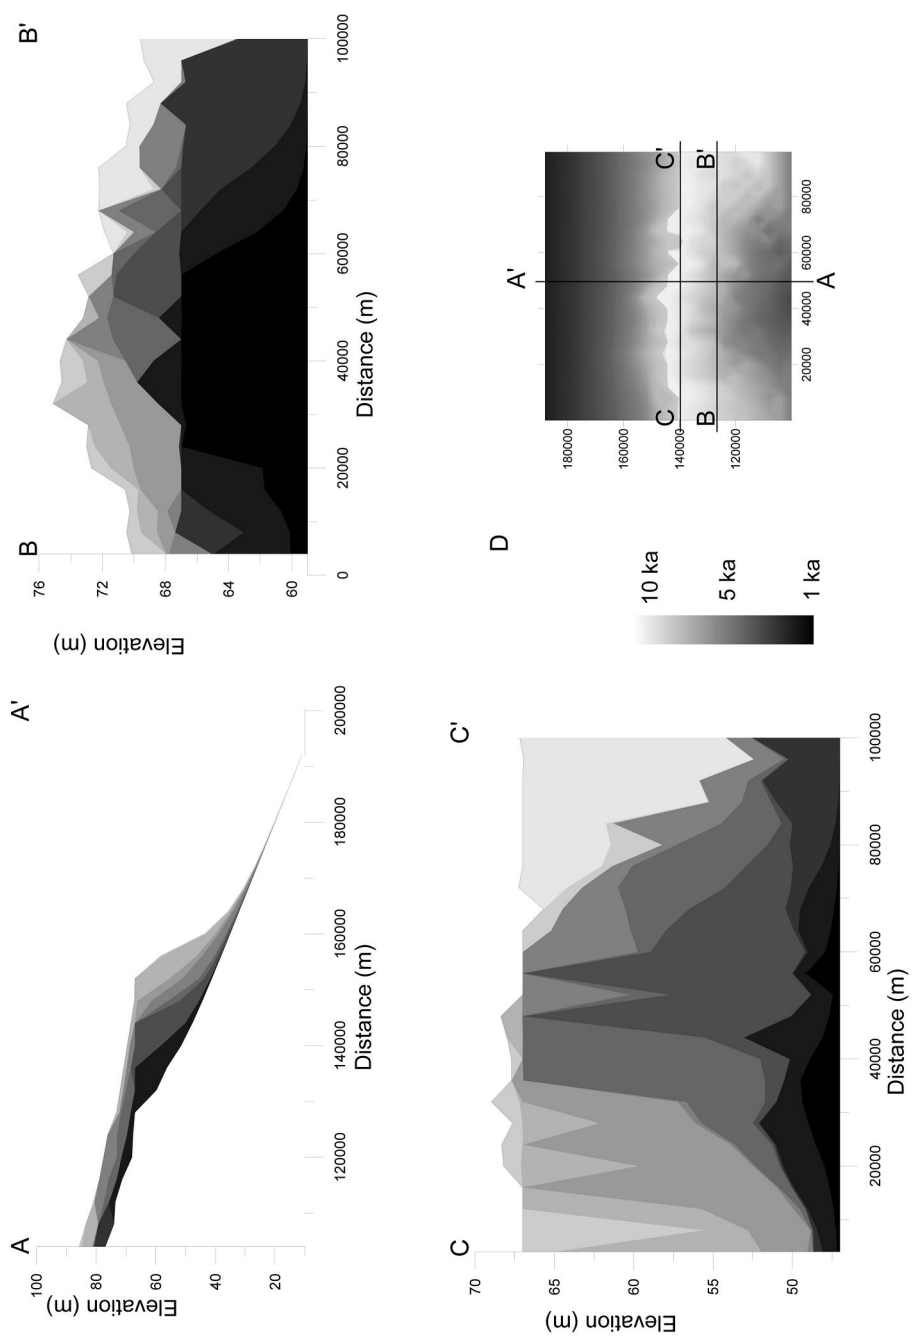 A
A'
100
80
60
40
20
Elevation (m)
120000
140000
160000
180000
200000
Distance (m)
B
B'
76
72
68
64
60
Elevation (m)
0
20000
40000
60000
80000
100000
Distance (m)
C
C'
70
65
60
55
50
Elevation (m)
20000
40000
60000
80000
100000
Distance (m)
D
10 ka
5 ka
1 ka
180000
160000
140000
120000
20000
40000
60000
80000
A'
A
C
C'
B
B'